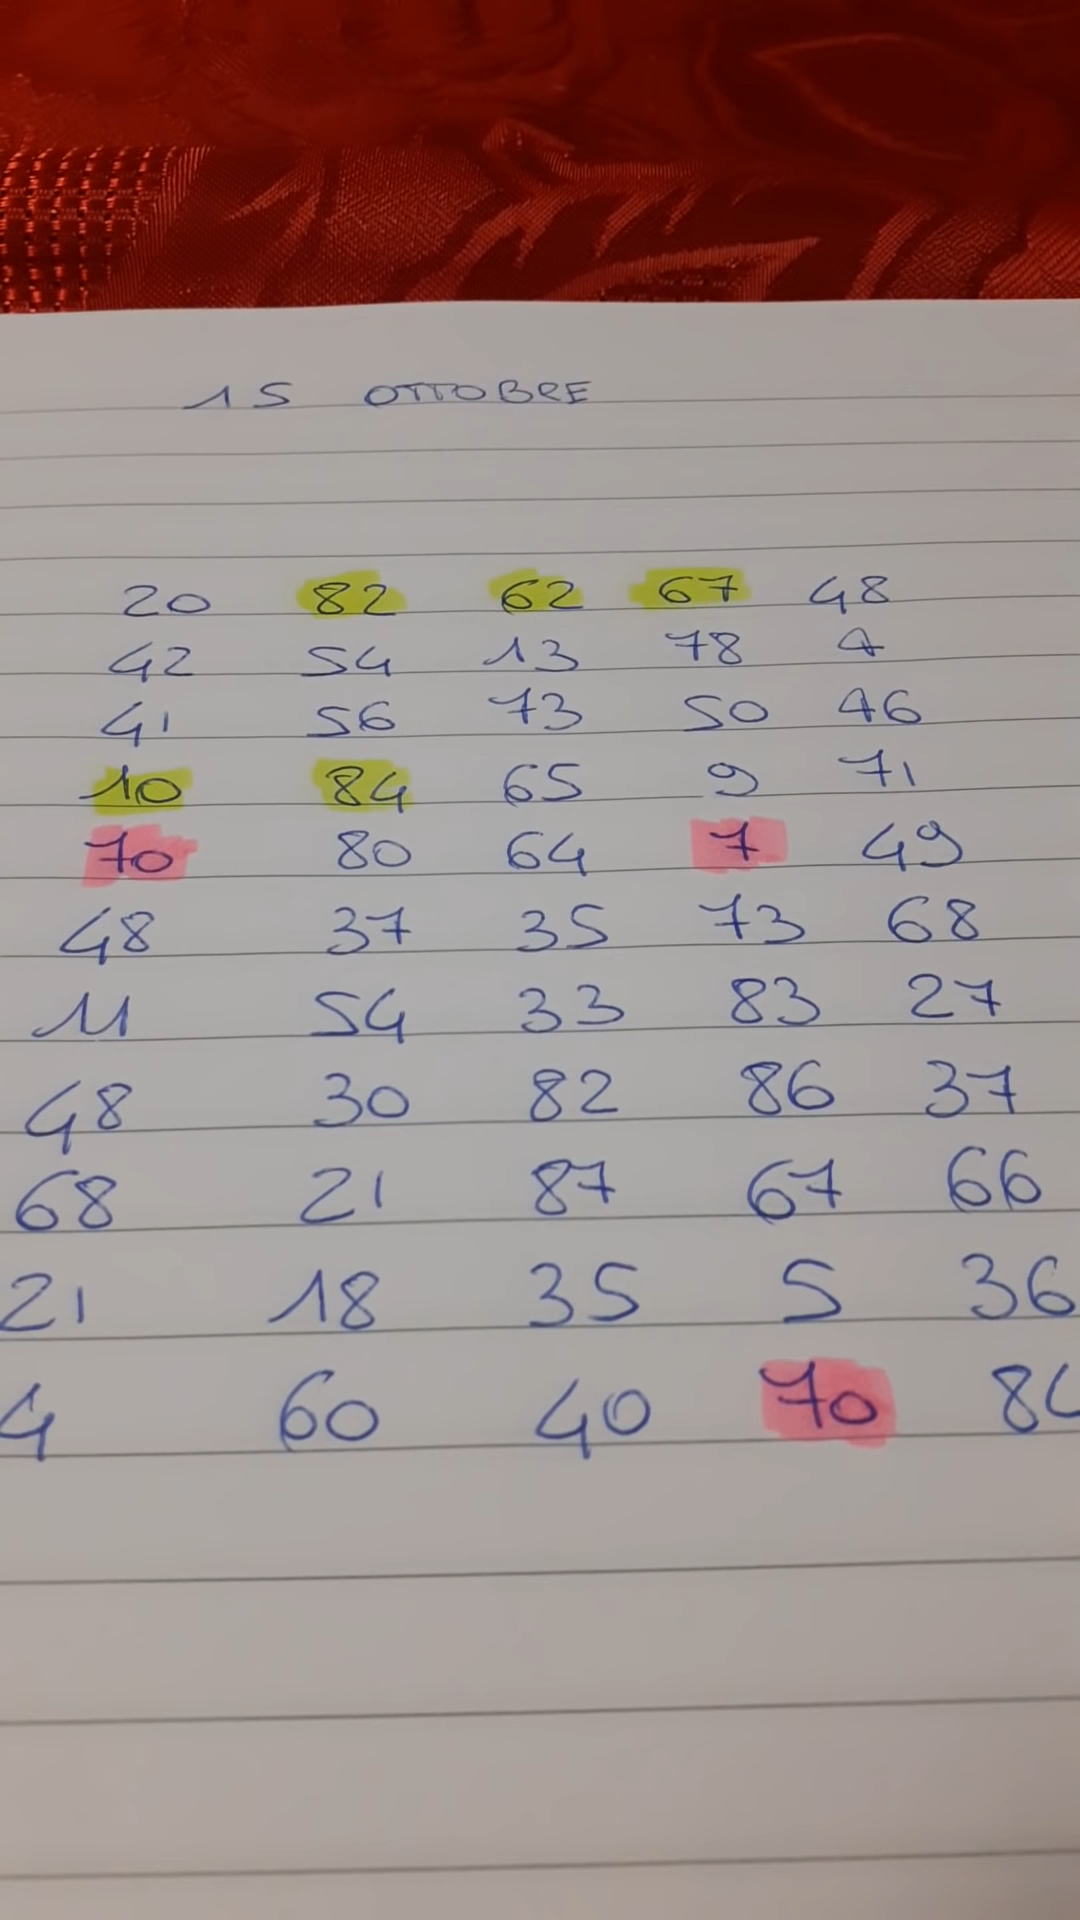 15 OTTOBRE
20 82 62 67 48
42 54 13 78 4
41 56 73 50 46
10 84 65 9 71
70 80 64 7 49
48 37 35 73 68
11 54 33 83 27
48 30 82 86 37
68 21 87 67 66
21 18 35 5 36
4 60 40 70